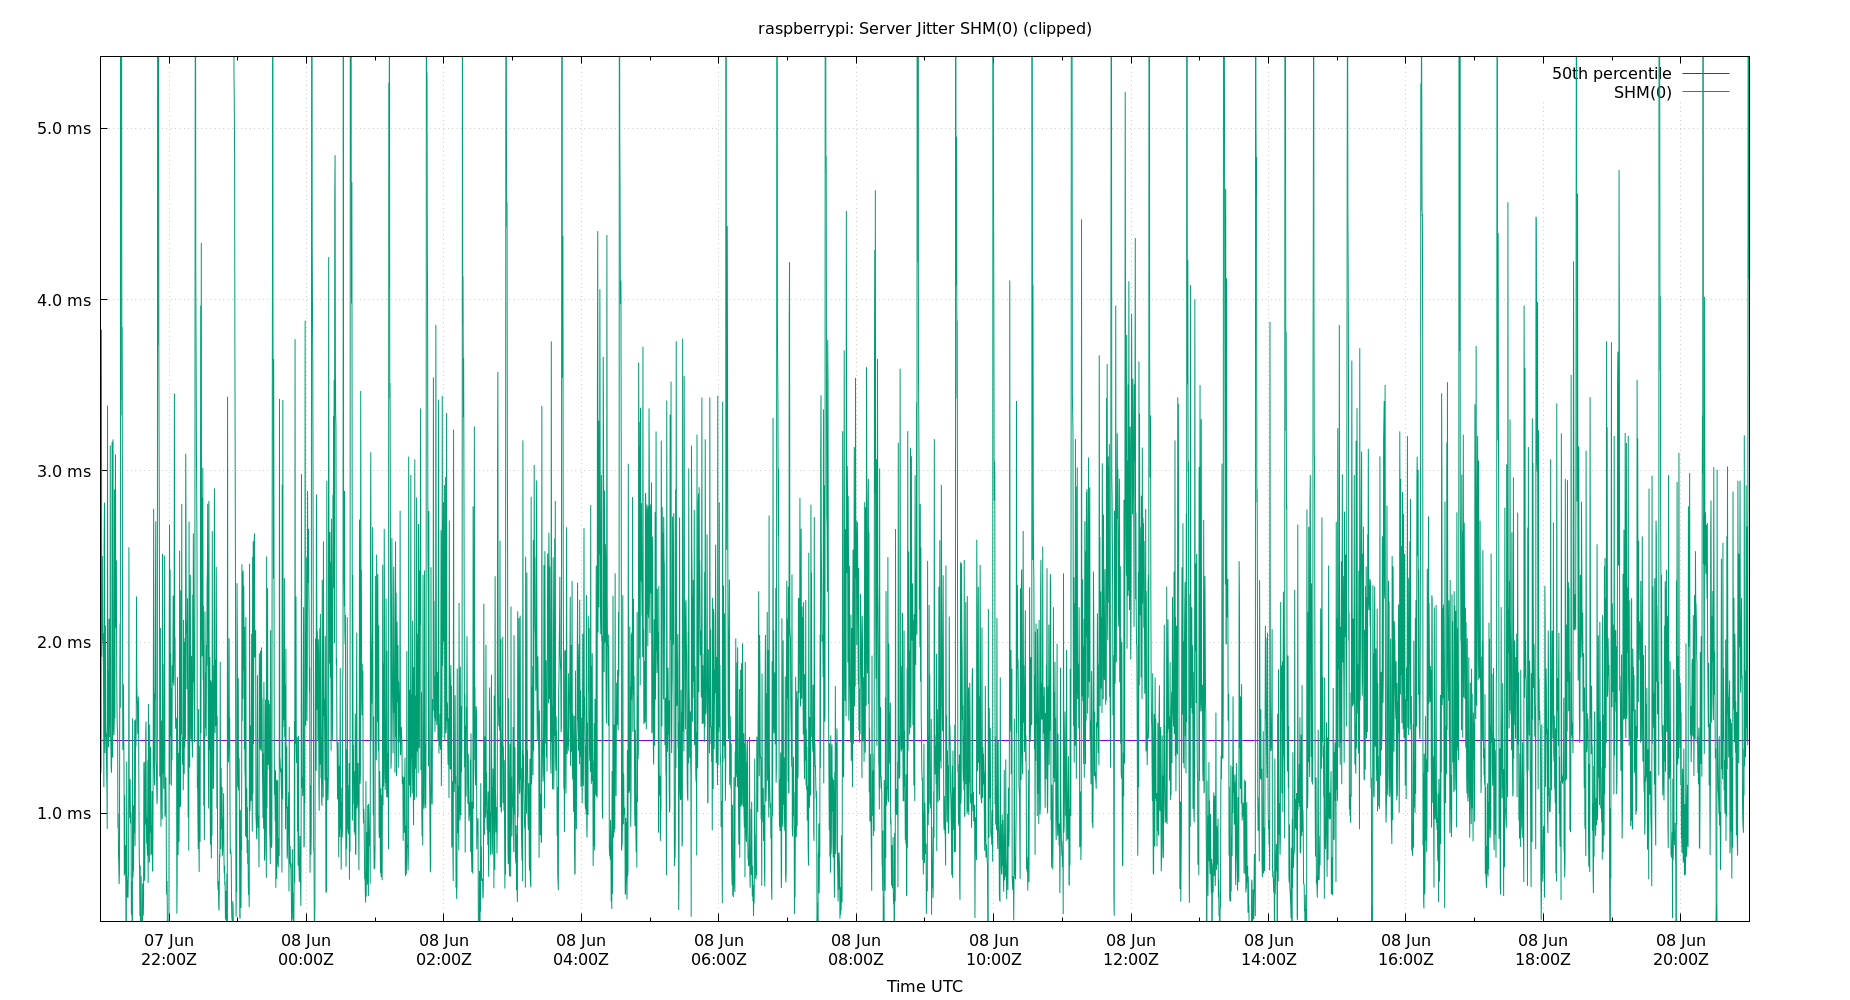 raspberrypi: Server Jitter SHM(0) (clipped)
50th percentile
SHM(0)
5.0 ms
4.0 ms
3.0 ms
2.0 ms
1.0 ms
07 Jun 08 Jun 08 Jun 08 Jun 08 Jun 08 Jun 08 Jun 08 Jun 08 Jun 08 Jun 08 Jun 08 Jun
22:00Z 00:00Z 02:00Z 04:00Z 06:00Z 08:00Z 10:00Z 12:00Z 14:00Z 16:00Z 18:00Z 20:00Z
Time UTC